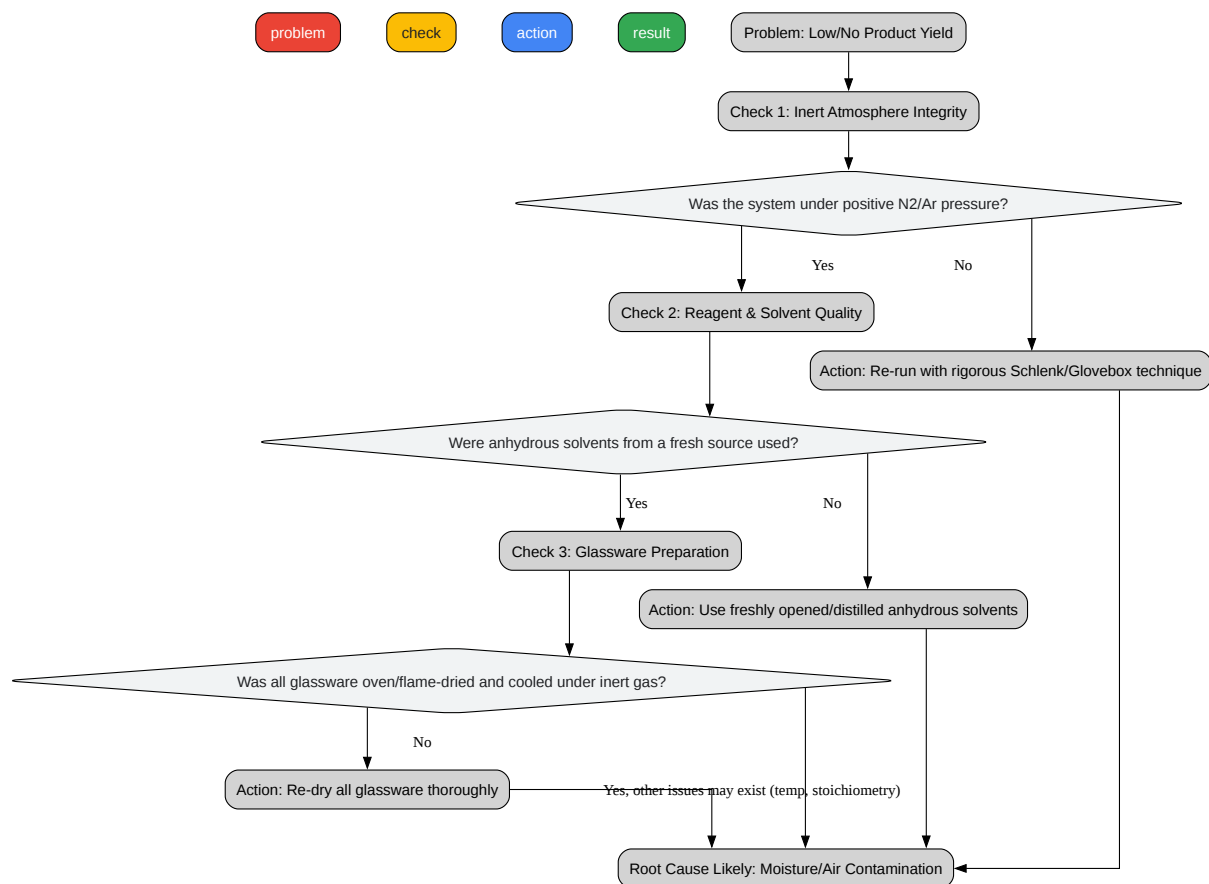 problem
check
action
result
Problem: Low/No Product Yield
Check 1: Inert Atmosphere Integrity
Was the system under positive N2/Ar pressure?
Yes
No
Check 2: Reagent & Solvent Quality
Action: Re-run with rigorous Schlenk/Glovebox technique
Were anhydrous solvents from a fresh source used?
Yes
No
Check 3: Glassware Preparation
Action: Use freshly opened/distilled anhydrous solvents
Was all glassware oven/flame-dried and cooled under inert gas?
No
Action: Re-dry all glassware thoroughly
Yes, other issues may exist (temp, stoichiometry)
Root Cause Likely: Moisture/Air Contamination